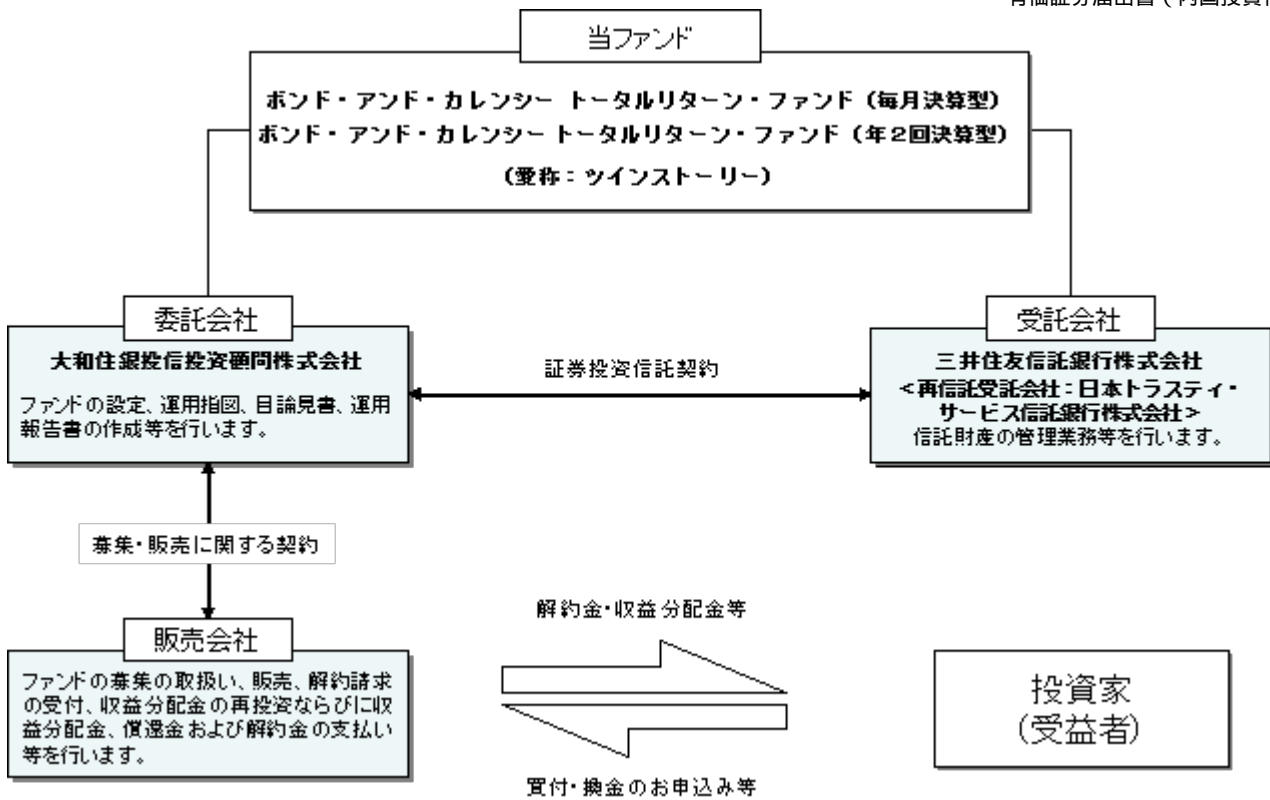 当ファンド
ボンド・アンド・カレンシー トータルリターン・ファンド（毎月決算型）
ボンド・アンド・カレンシー トータルリターン・ファンド（年２回決算型）
（愛称：ツインストーリー）
委託会社
大和住銀投信投資顧問株式会社
ファンドの設定、運用指図、目論見書、運用
報告書の作成等を行います。
証券投資信託契約
受託会社
三井住友信託銀行株式会社
＜再信託受託会社：日本トラスティ・
サービス信託銀行株式会社＞
信託財産の管理業務等を行います。
募集・販売に関する契約
販売会社
ファンドの募集の取扱い、販売、解約請求
の受付、収益分配金の再投資ならびに収
益分配金、償還金および解約金の支払い
等を行います。
解約金・収益分配金等
買付・換金のお申込み等
投資家
(受益者)